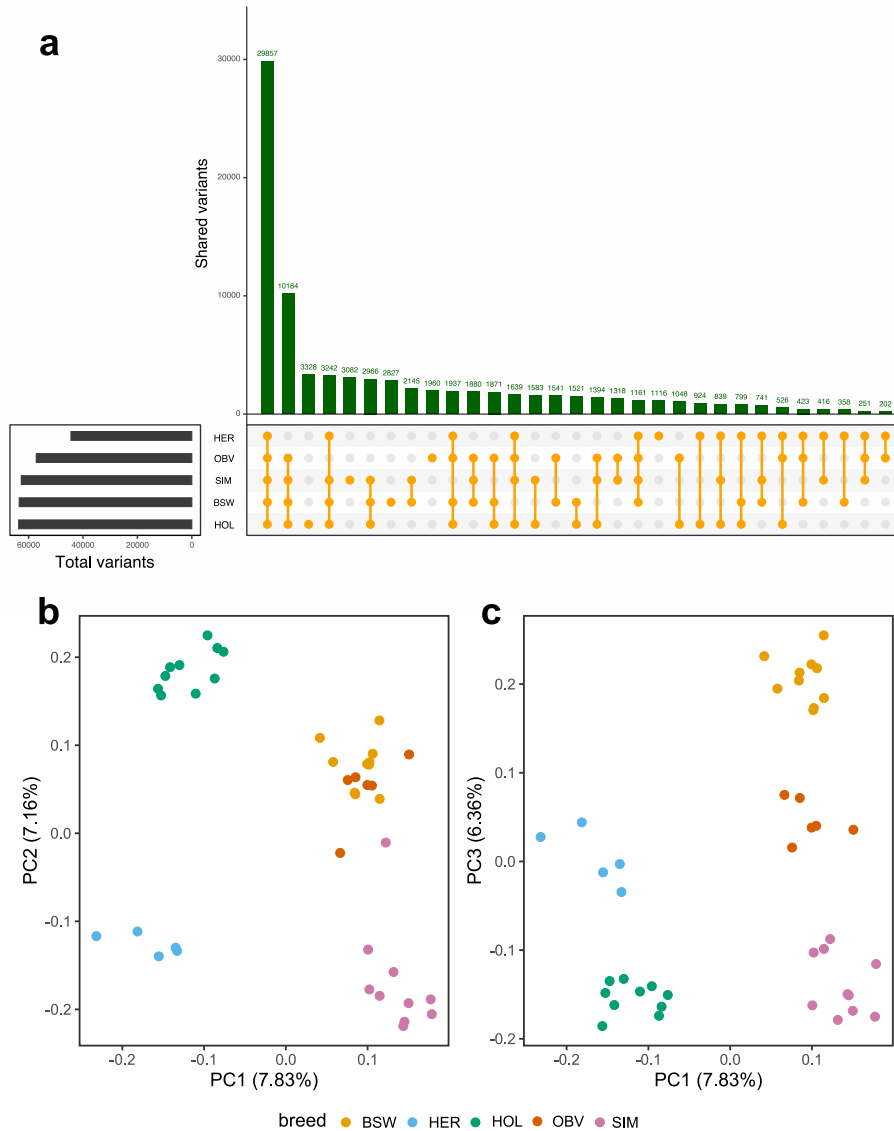 a
Shared variants
30000
20000
10000
0
29857
10184
3328
3242
3082
2966
2827
2145
1960
1937
1880
1871
1639
1583
1541
1521
1394
1318
1161
1116
1048
924
839
799
741
526
423
416
358
251
202
HER
OBV
SIM
BSW
HOL
60000 40000 20000 0
Total variants
b
PC2 (7.16%)
0.2
0.1
0.0
-0.1
-0.2
-0.2 -0.1 0.0 0.1
PC1 (7.83%)
c
PC3 (6.36%)
0.2
0.1
0.0
-0.1
-0.2
-0.2 -0.1 0.0 0.1
PC1 (7.83%)
breed BSW HER HOL OBV SIM